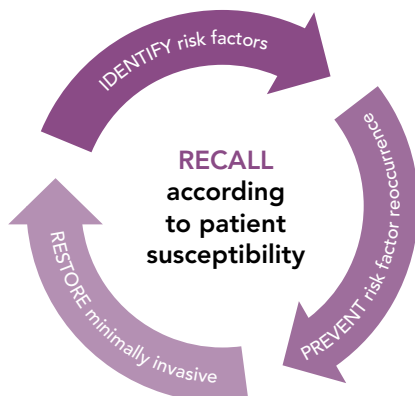 IDENTIFY risk factors
RECALL
according
to patient
susceptibility
PREVENT risk factor reoccurrence
RESTORE minimally invasive